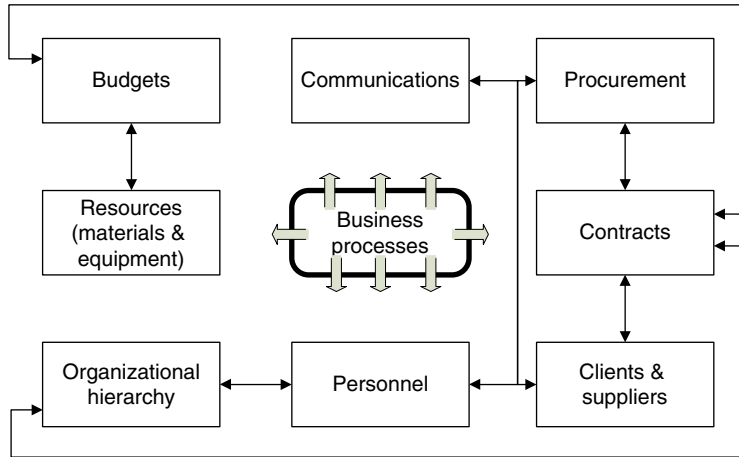 Budgets
Communications
Procurement
Resources
(materials &
equipment)
Business
processes
Contracts
Organizational
hierarchy
Personnel
Clients &
suppliers